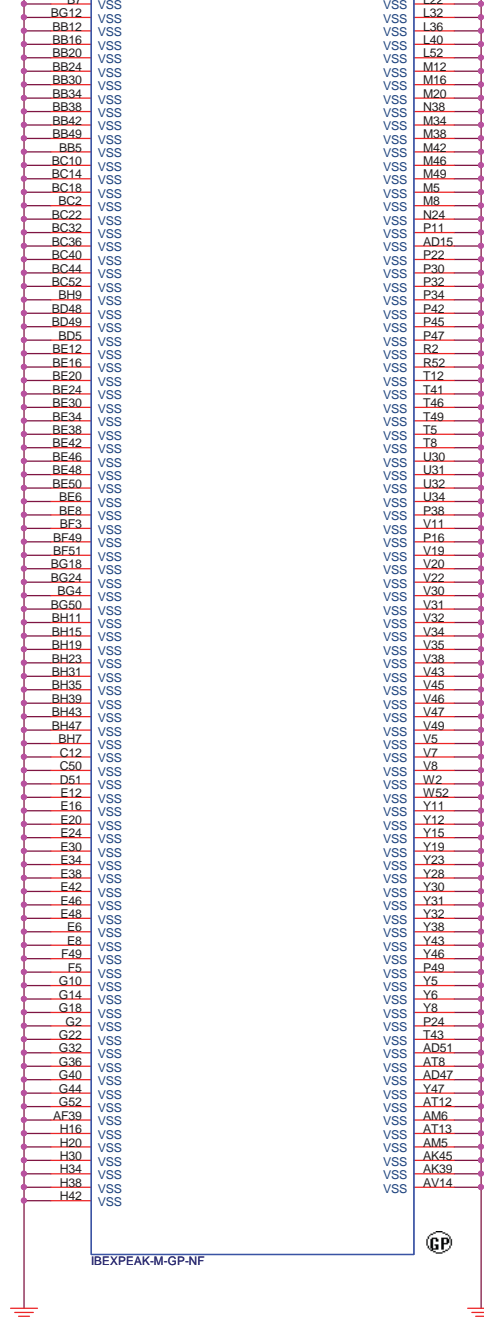 B7 VSS VSS L22
BG12 VSS VSS L32
BB12 VSS VSS L36
BB16 VSS VSS L40
BB20 VSS VSS L52
BB24 VSS VSS M12
BB30 VSS VSS M16
BB34 VSS VSS M20
BB38 VSS VSS N38
BB42 VSS VSS M34
BB49 VSS VSS M38
BB5 VSS VSS M42
BC10 VSS VSS M46
BC14 VSS VSS M49
BC18 VSS VSS M5
BC2 VSS VSS M8
BC22 VSS VSS N24
BC32 VSS VSS P11
BC36 VSS VSS AD15
BC40 VSS VSS P22
BC44 VSS VSS P30
BC52 VSS VSS P32
BH9 VSS VSS P34
BD48 VSS VSS P42
BD49 VSS VSS P45
BD5 VSS VSS P47
BE12 VSS VSS R2
BE16 VSS VSS R52
BE20 VSS VSS T12
BE24 VSS VSS T41
BE30 VSS VSS T46
BE34 VSS VSS T49
BE38 VSS VSS T5
BE42 VSS VSS T8
BE46 VSS VSS U30
BE48 VSS VSS U31
BE50 VSS VSS U32
BE6 VSS VSS U34
BE8 VSS VSS P38
BF3 VSS VSS V11
BF49 VSS VSS P16
BF51 VSS VSS V19
BG18 VSS VSS V20
BG24 VSS VSS V22
BG4 VSS VSS V30
BG50 VSS VSS V31
BH11 VSS VSS V32
BH15 VSS VSS V34
BH19 VSS VSS V35
BH23 VSS VSS V38
BH31 VSS VSS V43
BH35 VSS VSS V45
BH39 VSS VSS V46
BH43 VSS VSS V47
BH47 VSS VSS V49
BH7 VSS VSS V5
C12 VSS VSS V7
C50 VSS VSS V8
D51 VSS VSS W2
E12 VSS VSS W52
E16 VSS VSS Y11
E20 VSS VSS Y12
E24 VSS VSS Y15
E30 VSS VSS Y19
E34 VSS VSS Y23
E38 VSS VSS Y28
E42 VSS VSS Y30
E46 VSS VSS Y31
E48 VSS VSS Y32
E6 VSS VSS Y38
E8 VSS VSS Y43
F49 VSS VSS Y46
F5 VSS VSS P49
G10 VSS VSS Y5
G14 VSS VSS Y6
G18 VSS VSS Y8
G2 VSS VSS P24
G22 VSS VSS T43
G32 VSS VSS AD51
G36 VSS VSS AT8
G40 VSS VSS AD47
G44 VSS VSS Y47
G52 VSS VSS AT12
AF39 VSS VSS AM6
H16 VSS VSS AT13
H20 VSS VSS AM5
H30 VSS VSS AK45
H34 VSS VSS AK39
H38 VSS VSS AV14
H42 VSS
GP
IBEXPEAK-M-GP-NF